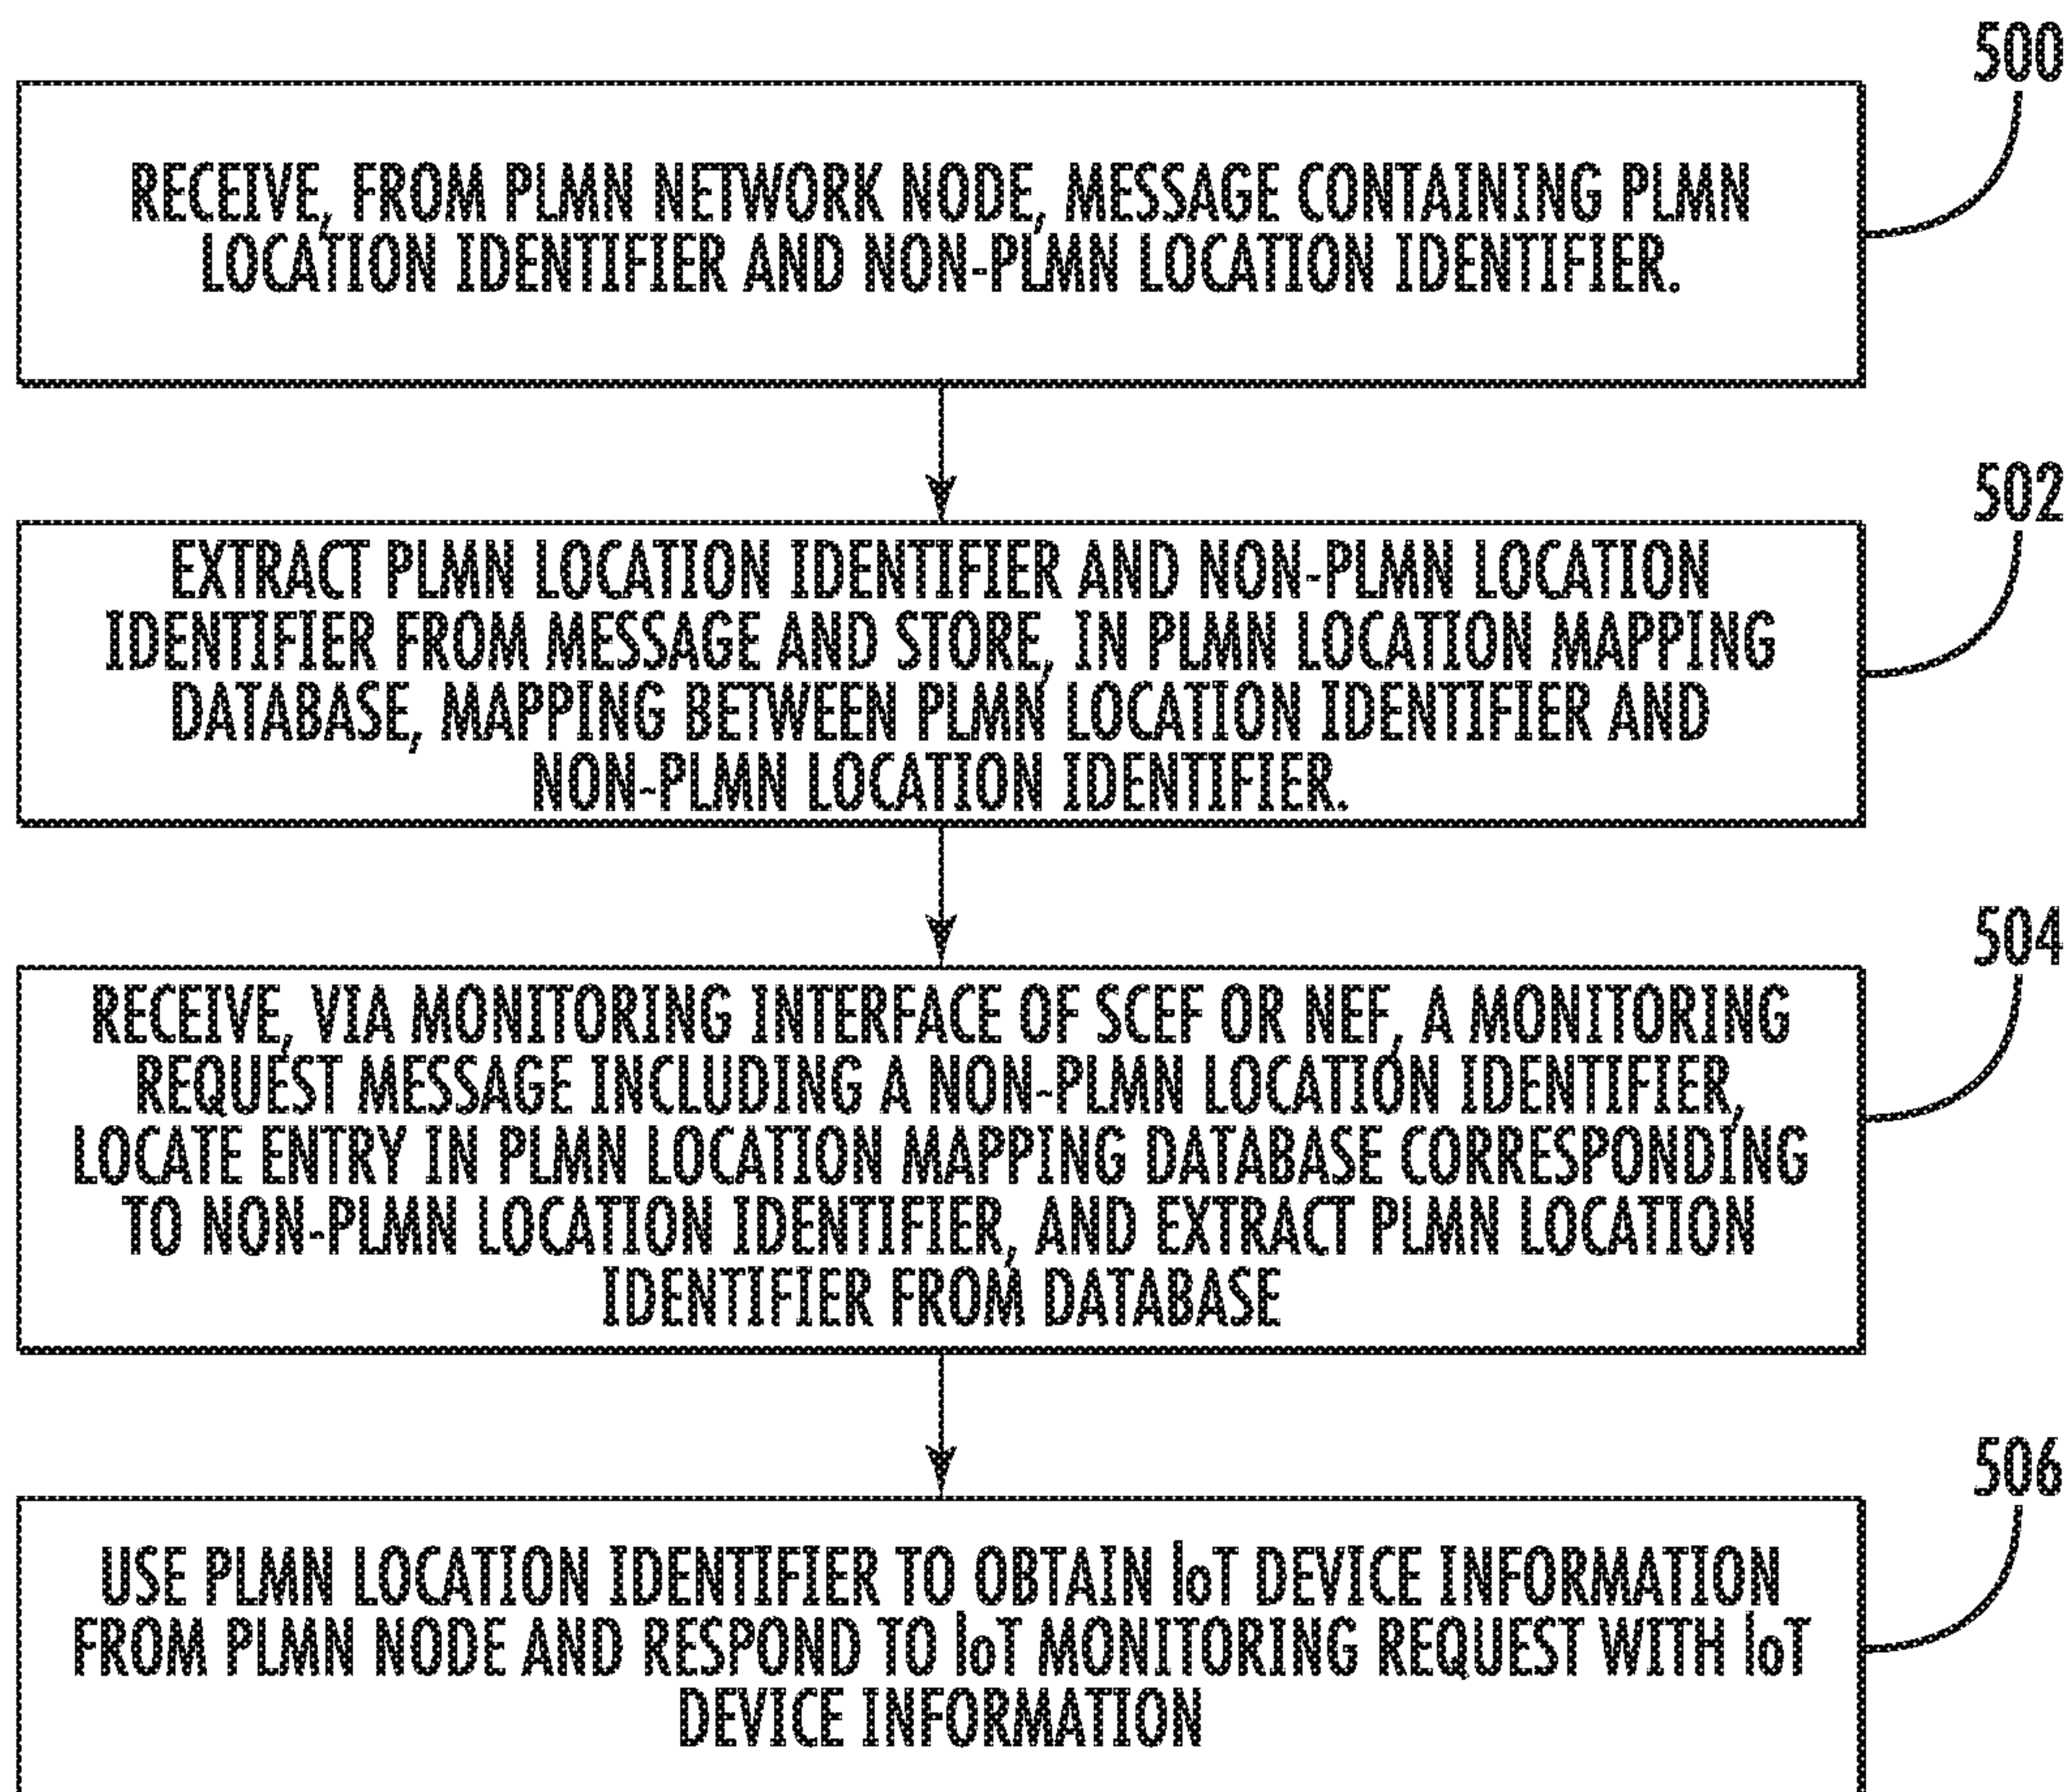 500
RECEIVE, FROM PLMN NETWORK NODE, MESSAGE CONTAINING PLMN
LOCATION IDENTIFIER AND NON-PLMN LOCATION IDENTIFIER.
502
EXTRACT PLMN LOCATION IDENTIFIER AND NON-PLMN LOCATION
IDENTIFIER FROM MESSAGE AND STORE, IN PLMN LOCATION MAPPING
DATABASE, MAPPING BETWEEN PLMN LOCATION IDENTIFIER AND
NON-PLMN LOCATION IDENTIFIER.
504
RECEIVE, VIA MONITORING INTERFACE OF SCEF OR NEF, A MONITORING
REQUEST MESSAGE INCLUDING A NON-PLMN LOCATION IDENTIFIER,
LOCATE ENTRY IN PLMN LOCATION MAPPING DATABASE CORRESPONDING
TO NON-PLMN LOCATION IDENTIFIER, AND EXTRACT PLMN LOCATION
IDENTIFIER FROM DATABASE
506
USE PLMN LOCATION IDENTIFIER TO OBTAIN IoT DEVICE INFORMATION
FROM PLMN NODE AND RESPOND TO IoT MONITORING REQUEST WITH IoT
DEVICE INFORMATION